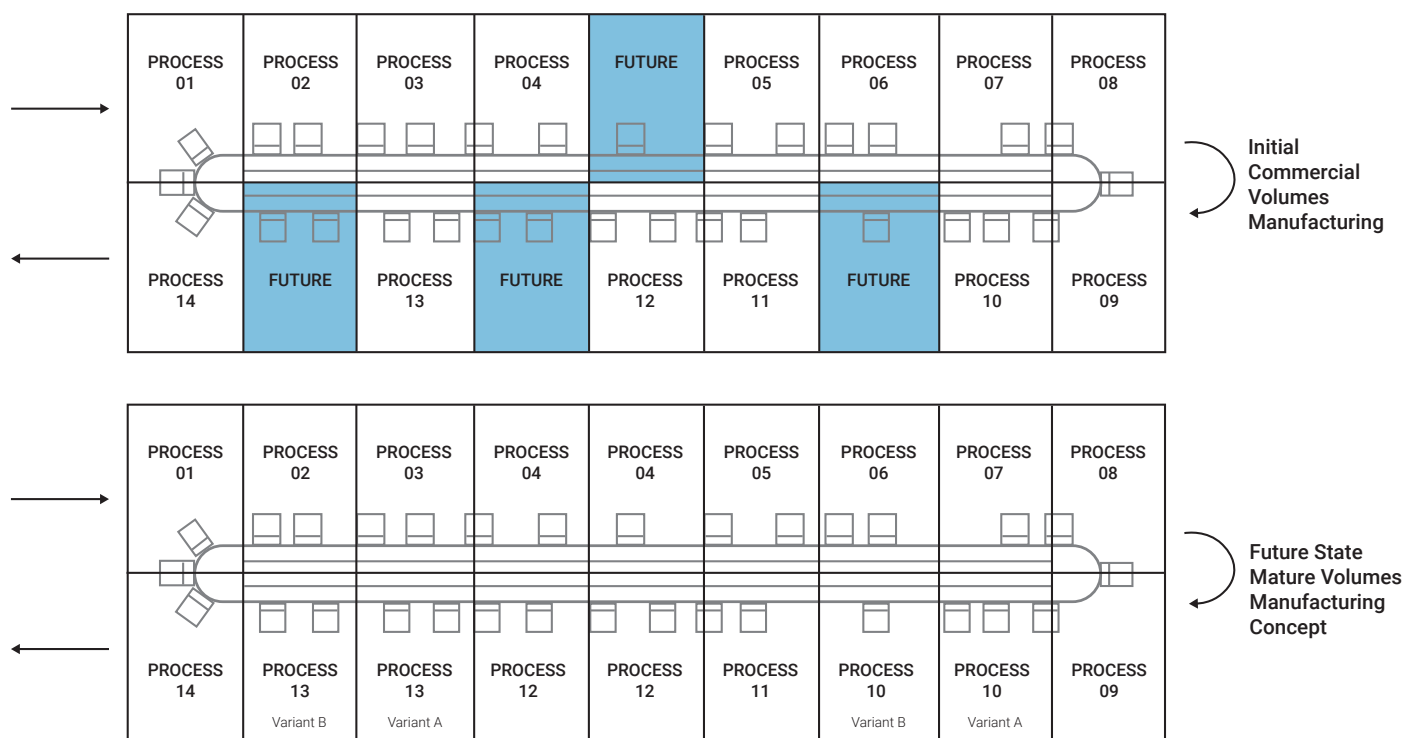 PROCESS
01
PROCESS
02
PROCESS
03
PROCESS
04
FUTURE
PROCESS
05
PROCESS
06
PROCESS
07
PROCESS
08
Initial
Commercial
Volumes
Manufacturing
PROCESS
14
FUTURE
PROCESS
13
FUTURE
PROCESS
12
PROCESS
11
FUTURE
PROCESS
10
PROCESS
09
PROCESS
01
PROCESS
02
PROCESS
03
PROCESS
04
PROCESS
04
PROCESS
05
PROCESS
06
PROCESS
07
PROCESS
08
Future State
Mature Volumes
Manufacturing
Concept
PROCESS
14
PROCESS
13
Variant B
PROCESS
13
Variant A
PROCESS
12
PROCESS
12
PROCESS
11
PROCESS
10
Variant B
PROCESS
10
Variant A
PROCESS
09